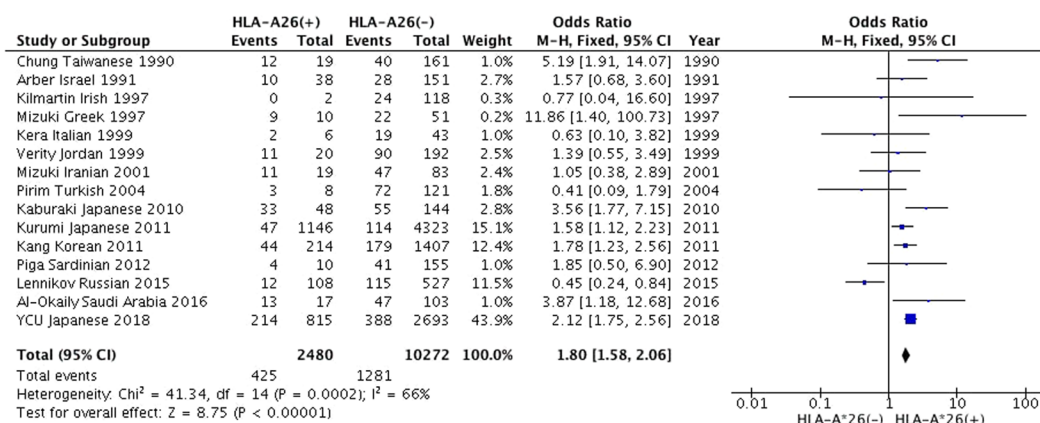 HLA-A26(+) HLA-A26(-) Odds Ratio Odds Ratio
Study or Subgroup Events Total Events Total Weight M-H, Fixed, 95% CI Year M-H, Fixed, 95% CI
Chung Taiwanese 1990 12 19 40 161 1.0% 5.19 [1.91, 14.07] 1990
Arber Israel 1991 10 38 28 151 2.7% 1.57 [0.68, 3.60] 1991
Kilmartin Irish 1997 0 2 24 118 0.3% 0.77 [0.04, 16.60] 1997
Mizuki Greek 1997 9 10 22 51 0.2% 11.86 [1.40, 100.73] 1997
Kera Italian 1999 2 6 19 43 1.0% 0.63 [0.10, 3.82] 1999
Verity Jordan 1999 11 20 90 192 2.5% 1.39 [0.55, 3.49] 1999
Mizuki Iranian 2001 11 19 47 83 2.4% 1.05 [0.38, 2.89] 2001
Pirim Turkish 2004 3 8 72 121 1.8% 0.41 [0.09, 1.79] 2004
Kaburaki Japanese 2010 33 48 55 144 2.8% 3.56 [1.77, 7.15] 2010
Kurumi Japanese 2011 47 1146 114 4323 15.1% 1.58 [1.12, 2.23] 2011
Kang Korean 2011 44 214 179 1407 12.4% 1.78 [1.23, 2.56] 2011
Piga Sardinian 2012 4 10 41 155 1.0% 1.85 [0.50, 6.90] 2012
Lennikov Russian 2015 12 108 115 527 11.5% 0.45 [0.24, 0.84] 2015
Al-Okaily Saudi Arabia 2016 13 17 47 103 1.0% 3.87 [1.18, 12.68] 2016
YCU Japanese 2018 214 815 388 2693 43.9% 2.12 [1.75, 2.56] 2018
Total (95% CI) 2480 10272 100.0% 1.80 [1.58, 2.06]
Total events 425 1281
Heterogeneity: Chi² = 41.34, df = 14 (P = 0.0002); I² = 66%
Test for overall effect: Z = 8.75 (P < 0.00001)
0.01 0.1 1 10 100
HLA-A*26(-) HLA-A*26(+)